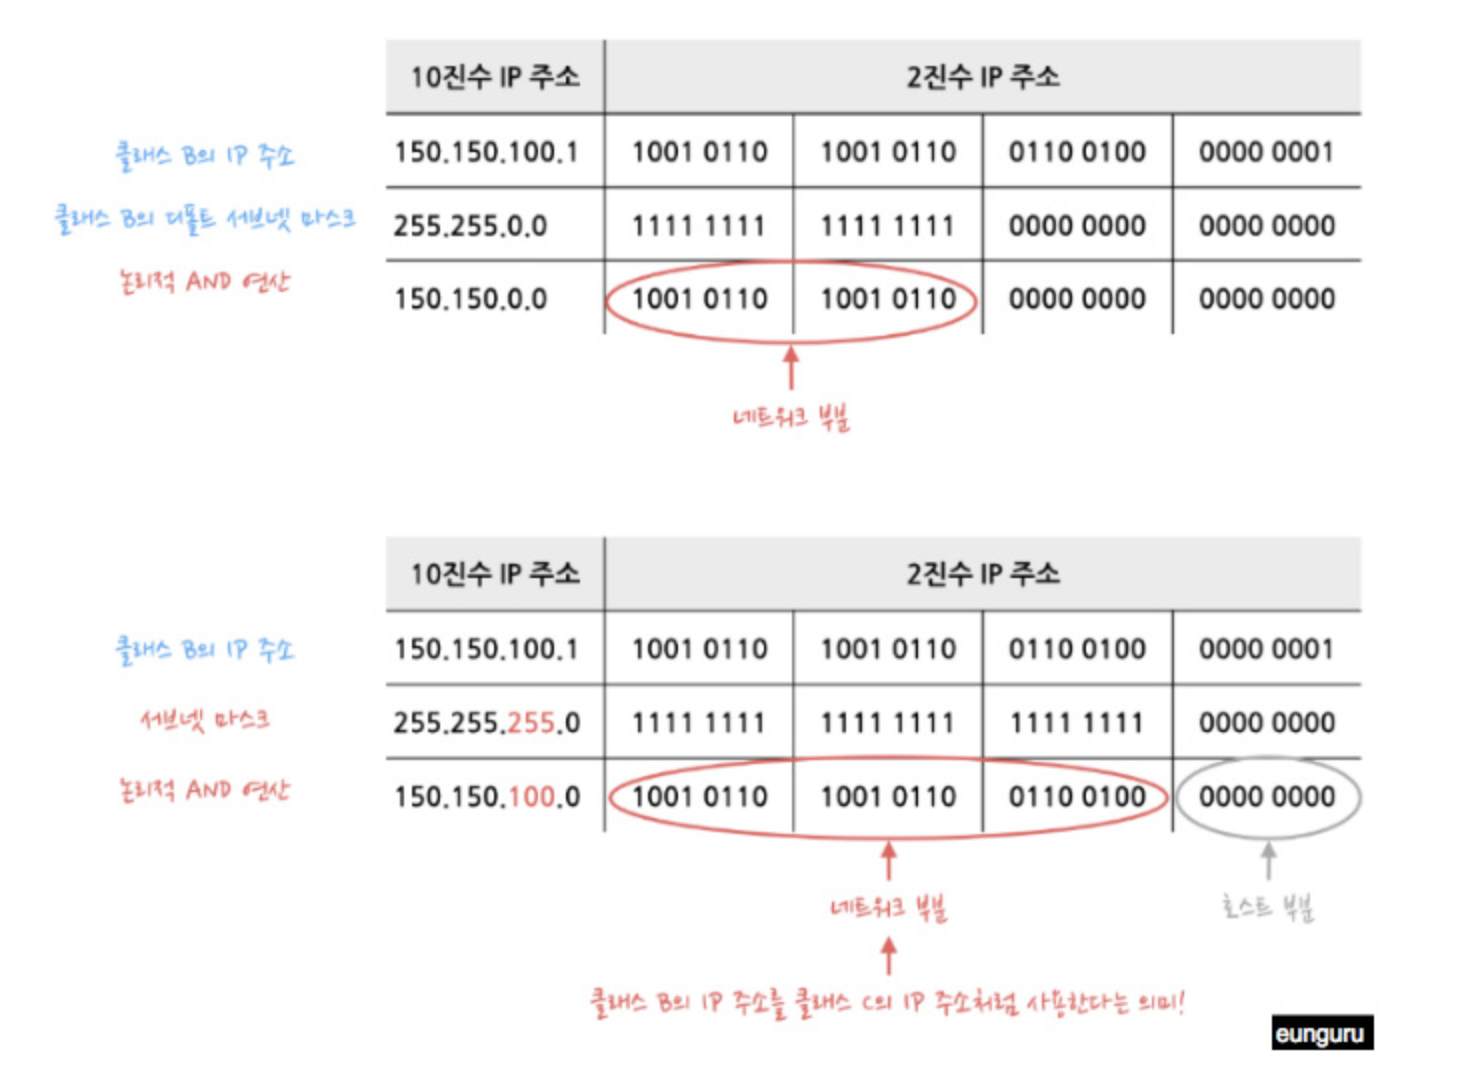 10진수 IP 주소 2진수 IP 주소
클래스 B의 IP 주소 150.150.100.1 1001 0110 1001 0110 0110 0100 0000 0001
클래스 B의 디폴트 서브넷 마스크 255.255.0.0 1111 1111 1111 1111 0000 0000 0000 0000
논리적 AND 연산 150.150.0.0 1001 0110 1001 0110 0000 0000 0000 0000
네트워크 부분
10진수 IP 주소 2진수 IP 주소
클래스 B의 IP 주소 150.150.100.1 1001 0110 1001 0110 0110 0100 0000 0001
서브넷 마스크 255.255.255.0 1111 1111 1111 1111 1111 1111 0000 0000
논리적 AND 연산 150.150.100.0 1001 0110 1001 0110 0110 0100 0000 0000
네트워크 부분 호스트 부분
클래스 B의 IP 주소를 클래스 C의 IP 주소처럼 사용한다는 의미!
eunguru